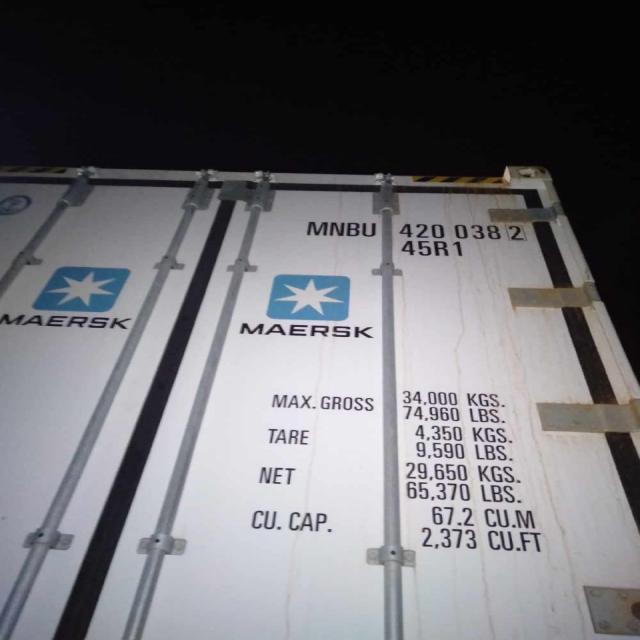 MNBU 420 038 2
45R1
MAERSK
MAERSK
MAX. GROSS 34,000 KGS.
74,960 LBS.
TARE 4,350 KGS.
9,590 LBS.
NET 29,650 KGS.
65,370 LBS.
CU. CAP. 67.2 CU.M
2,373 CU.FT